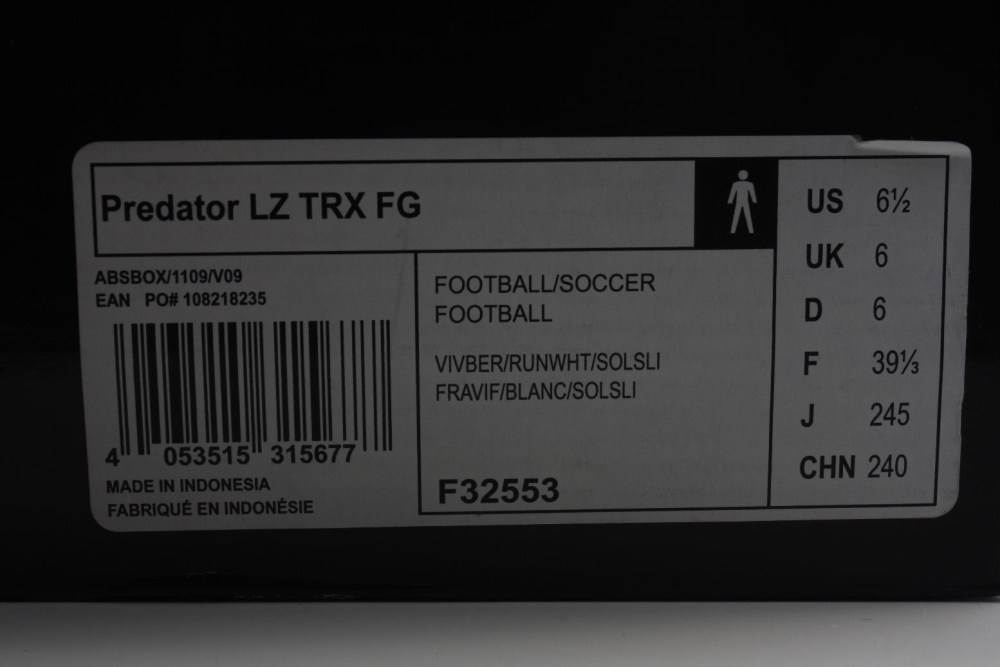 Predator LZ TRX FG
ABSBOX/1109/V09
EAN PO# 108218235
4 053515 315677
MADE IN INDONESIA
FABRIQUÉ EN INDONÉSIE
FOOTBALL/SOCCER
FOOTBALL
VIVBER/RUNWHT/SOLSLI
FRAVIF/BLANC/SOLSLI
F32553
US 6½
UK 6
D 6
F 39⅓
J 245
CHN 240